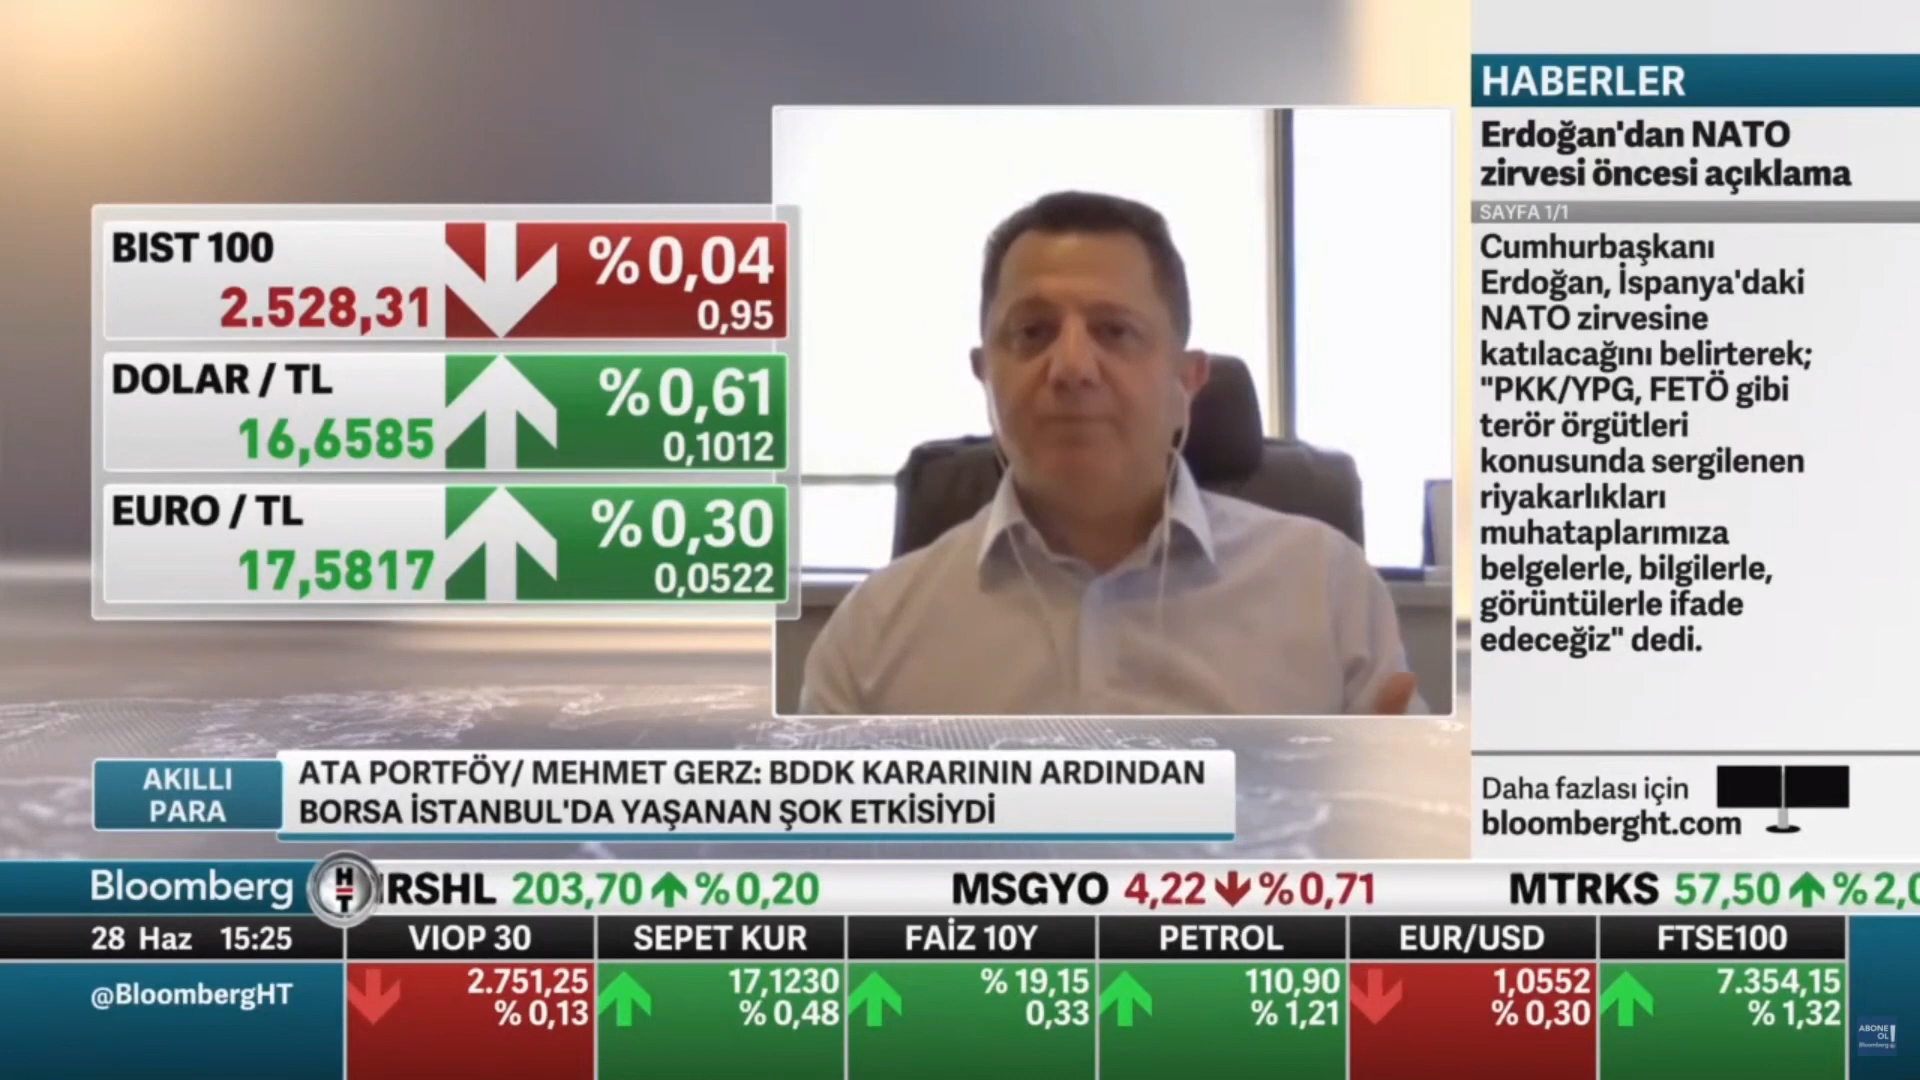 BIST 100
2.528,31
%0,04
0,95
DOLAR / TL
16,6585
%0,61
0,1012
EURO / TL
17,5817
%0,30
0,0522
HABERLER
Erdoğan'dan NATO
zirvesi öncesi açıklama
SAYFA 1/1
Cumhurbaşkanı
Erdoğan, İspanya'daki
NATO zirvesine
katılacağını belirterek;
"PKK/YPG, FETÖ gibi
terör örgütleri
konusunda sergilenen
riyakarlıkları
muhataplarımıza
belgelerle, bilgilerle,
görüntülerle ifade
edeceğiz" dedi.
Daha fazlası için
bloomberght.com
AKILLI
PARA
ATA PORTFÖY/ MEHMET GERZ: BDDK KARARININ ARDINDAN
BORSA İSTANBUL'DA YAŞANAN ŞOK ETKİSİYDİ
Bloomberg HT
RSHL 203,70 %0,20 MSGYO 4,22 %0,71 MTRKS 57,50 %2,0
28 Haz 15:25
@BloombergHT
VIOP 30
2.751,25
% 0,13
SEPET KUR
17,1230
% 0,48
FAİZ 10Y
% 19,15
0,33
PETROL
110,90
% 1,21
EUR/USD
1,0552
% 0,30
FTSE100
7.354,15
% 1,32
ABONE
OL!
Bloomberg HT